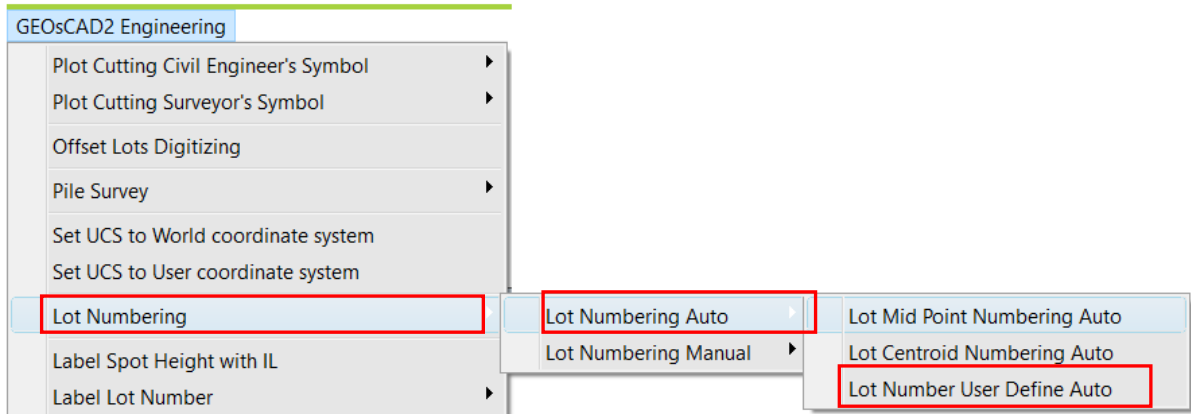 GEOsCAD2 Engineering
Plot Cutting Civil Engineer's Symbol
Plot Cutting Surveyor's Symbol
Offset Lots Digitizing
Pile Survey
Set UCS to World coordinate system
Set UCS to User coordinate system
Lot Numbering
Label Spot Height with IL
Label Lot Number
Lot Numbering Auto
Lot Numbering Manual
Lot Mid Point Numbering Auto
Lot Centroid Numbering Auto
Lot Number User Define Auto